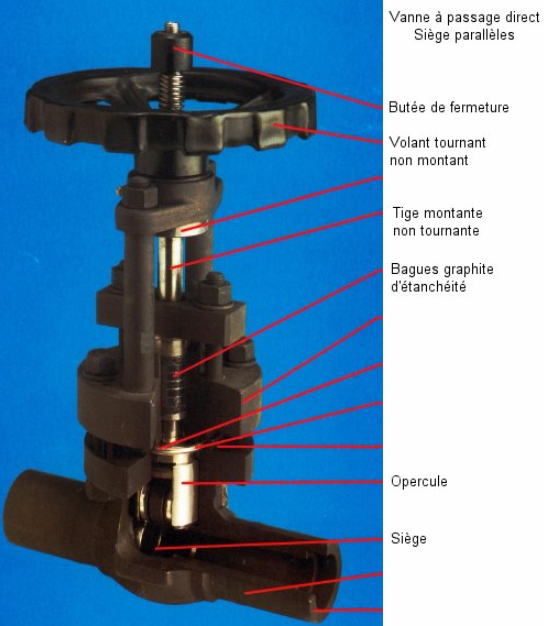 Vanne à passage direct
Siège parallèles
Butée de fermeture
Volant tournant
non montant
Tige montante
non tournante
Bagues graphite
d'étanchéité
Opercule
Siège